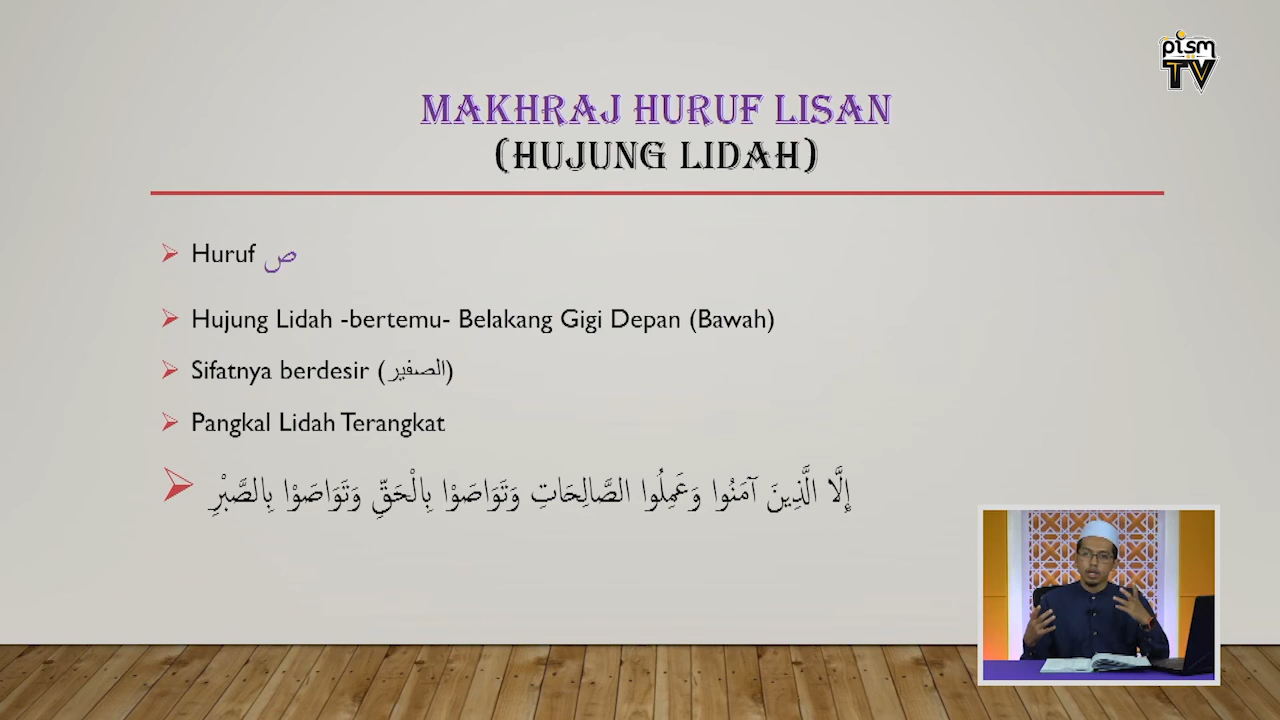 pism
TV
MAKHRAJ HURUF LISAN
(HUJUNG LIDAH)
Huruf ص
Hujung Lidah -bertemu- Belakang Gigi Depan (Bawah)
Sifatnya berdesir (الصفير)
Pangkal Lidah Terangkat
إِلَّا الَّذِينَ آمَنُوا وَعَمِلُوا الصَّالِحَاتِ وَتَوَاصَوْا بِالْحَقِّ وَتَوَاصَوْا بِالصَّبْرِ